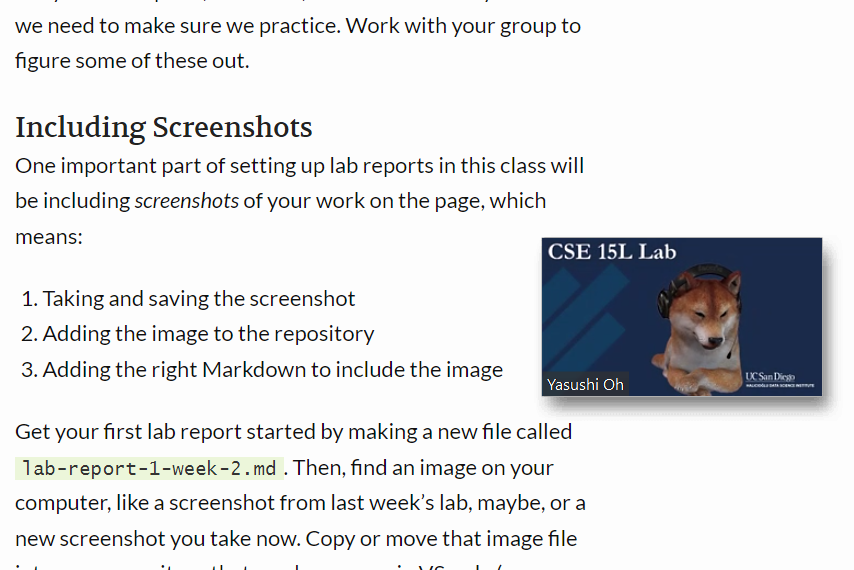 we need to make sure we practice. Work with your group to
figure some of these out.
Including Screenshots
One important part of setting up lab reports in this class will
be including screenshots of your work on the page, which
means:
1. Taking and saving the screenshot
2. Adding the image to the repository
3. Adding the right Markdown to include the image
CSE 15L Lab
Yasushi Oh
UC San Diego
HALICIOĞLU DATA SCIENCE INSTITUTE
Get your first lab report started by making a new file called
lab-report-1-week-2.md. Then, find an image on your
computer, like a screenshot from last week’s lab, maybe, or a
new screenshot you take now. Copy or move that image file